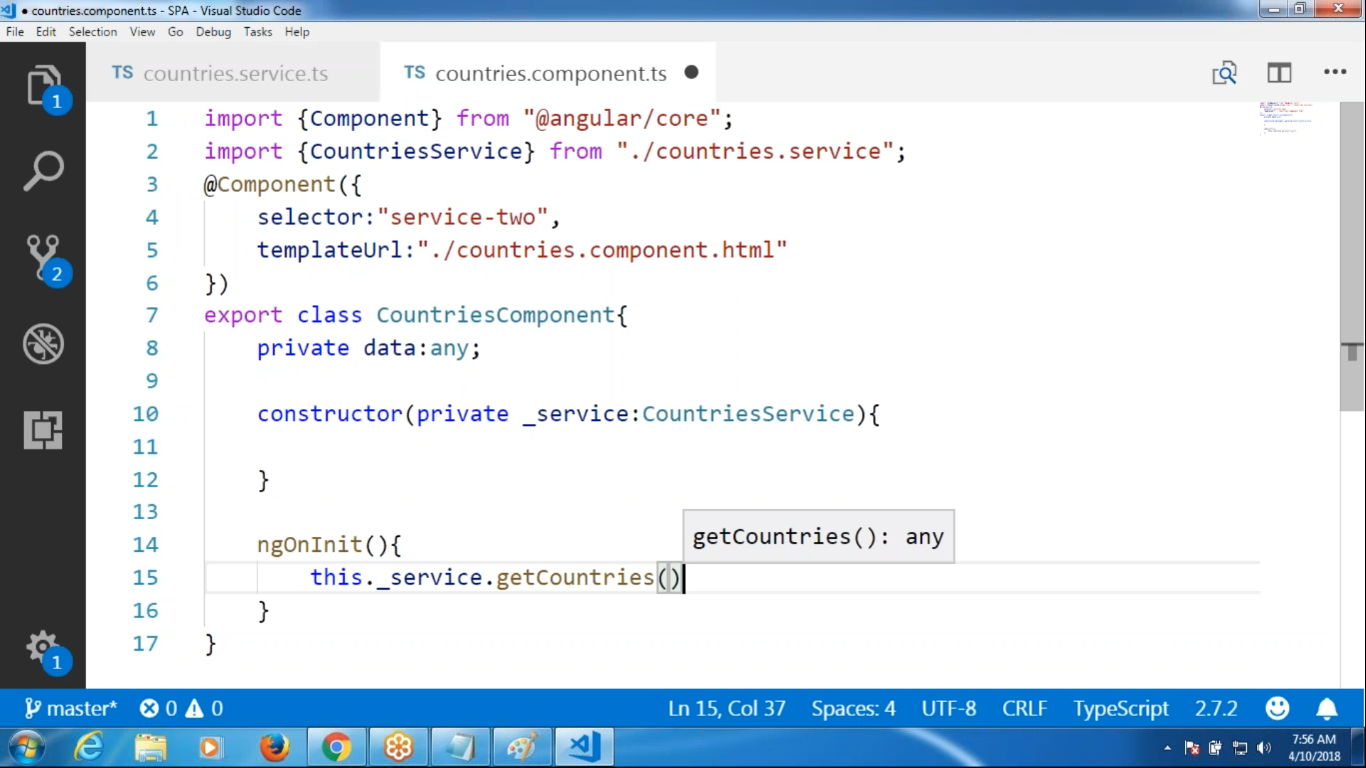 ● countries.component.ts - SPA - Visual Studio Code
File Edit Selection View Go Debug Tasks Help
TS countries.service.ts TS countries.component.ts ●
1 import {Component} from "@angular/core";
2 import {CountriesService} from "./countries.service";
3 @Component({
4 selector:"service-two",
5 templateUrl:"./countries.component.html"
6 })
7 export class CountriesComponent{
8 private data:any;
9
10 constructor(private _service:CountriesService){
11
12 }
13
getCountries(): any
14 ngOnInit(){
15 this._service.getCountries()
16 }
17 }
1
2
1
master* 0 0 Ln 15, Col 37 Spaces: 4 UTF-8 CRLF TypeScript 2.7.2
7:56 AM
4/10/2018